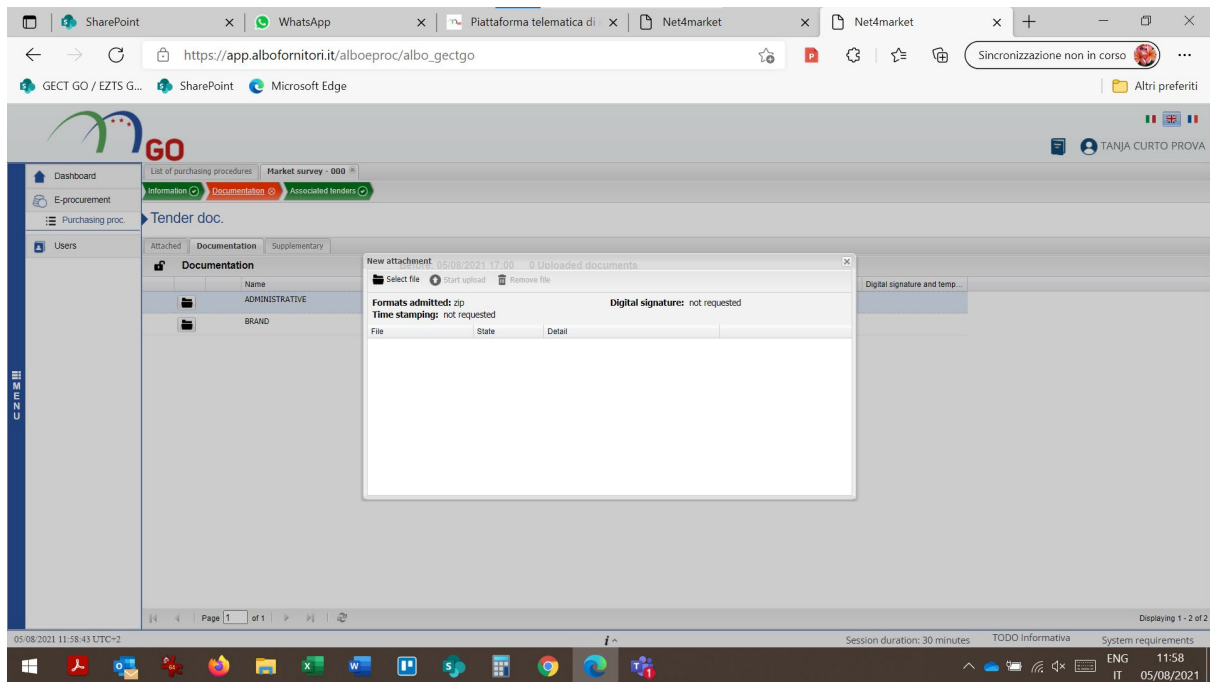 SharePoint
WhatsApp
Piattaforma telematica di
Net4market
Net4market
https://app.albofornitori.it/alboeproc/albo_gectgo
Sincronizzazione non in corso
GECT GO / EZTS G...
SharePoint
Microsoft Edge
Altri preferiti
GO
TANJA CURTO PROVA
Dashboard
E-procurement
Purchasing proc.
Users
MENU
List of purchasing procedures
Market survey - 000
Information
Documentation
Associated tenders
Tender doc.
Attached
Documentation
Supplementary
Documentation
Before: 05/08/2021 17:00 0 Uploaded documents
Name
Digital signature and temp...
ADMINISTRATIVE
BRAND
New attachment
Select file
Start upload
Remove file
Formats admitted: zip
Digital signature: not requested
Time stamping: not requested
File
State
Detail
Page 1 of 1
Displaying 1 - 2 of 2
05/08/2021 11:58:43 UTC+2
Session duration: 30 minutes
TODO Informativa
System requirements
ENG
IT
11:58
05/08/2021